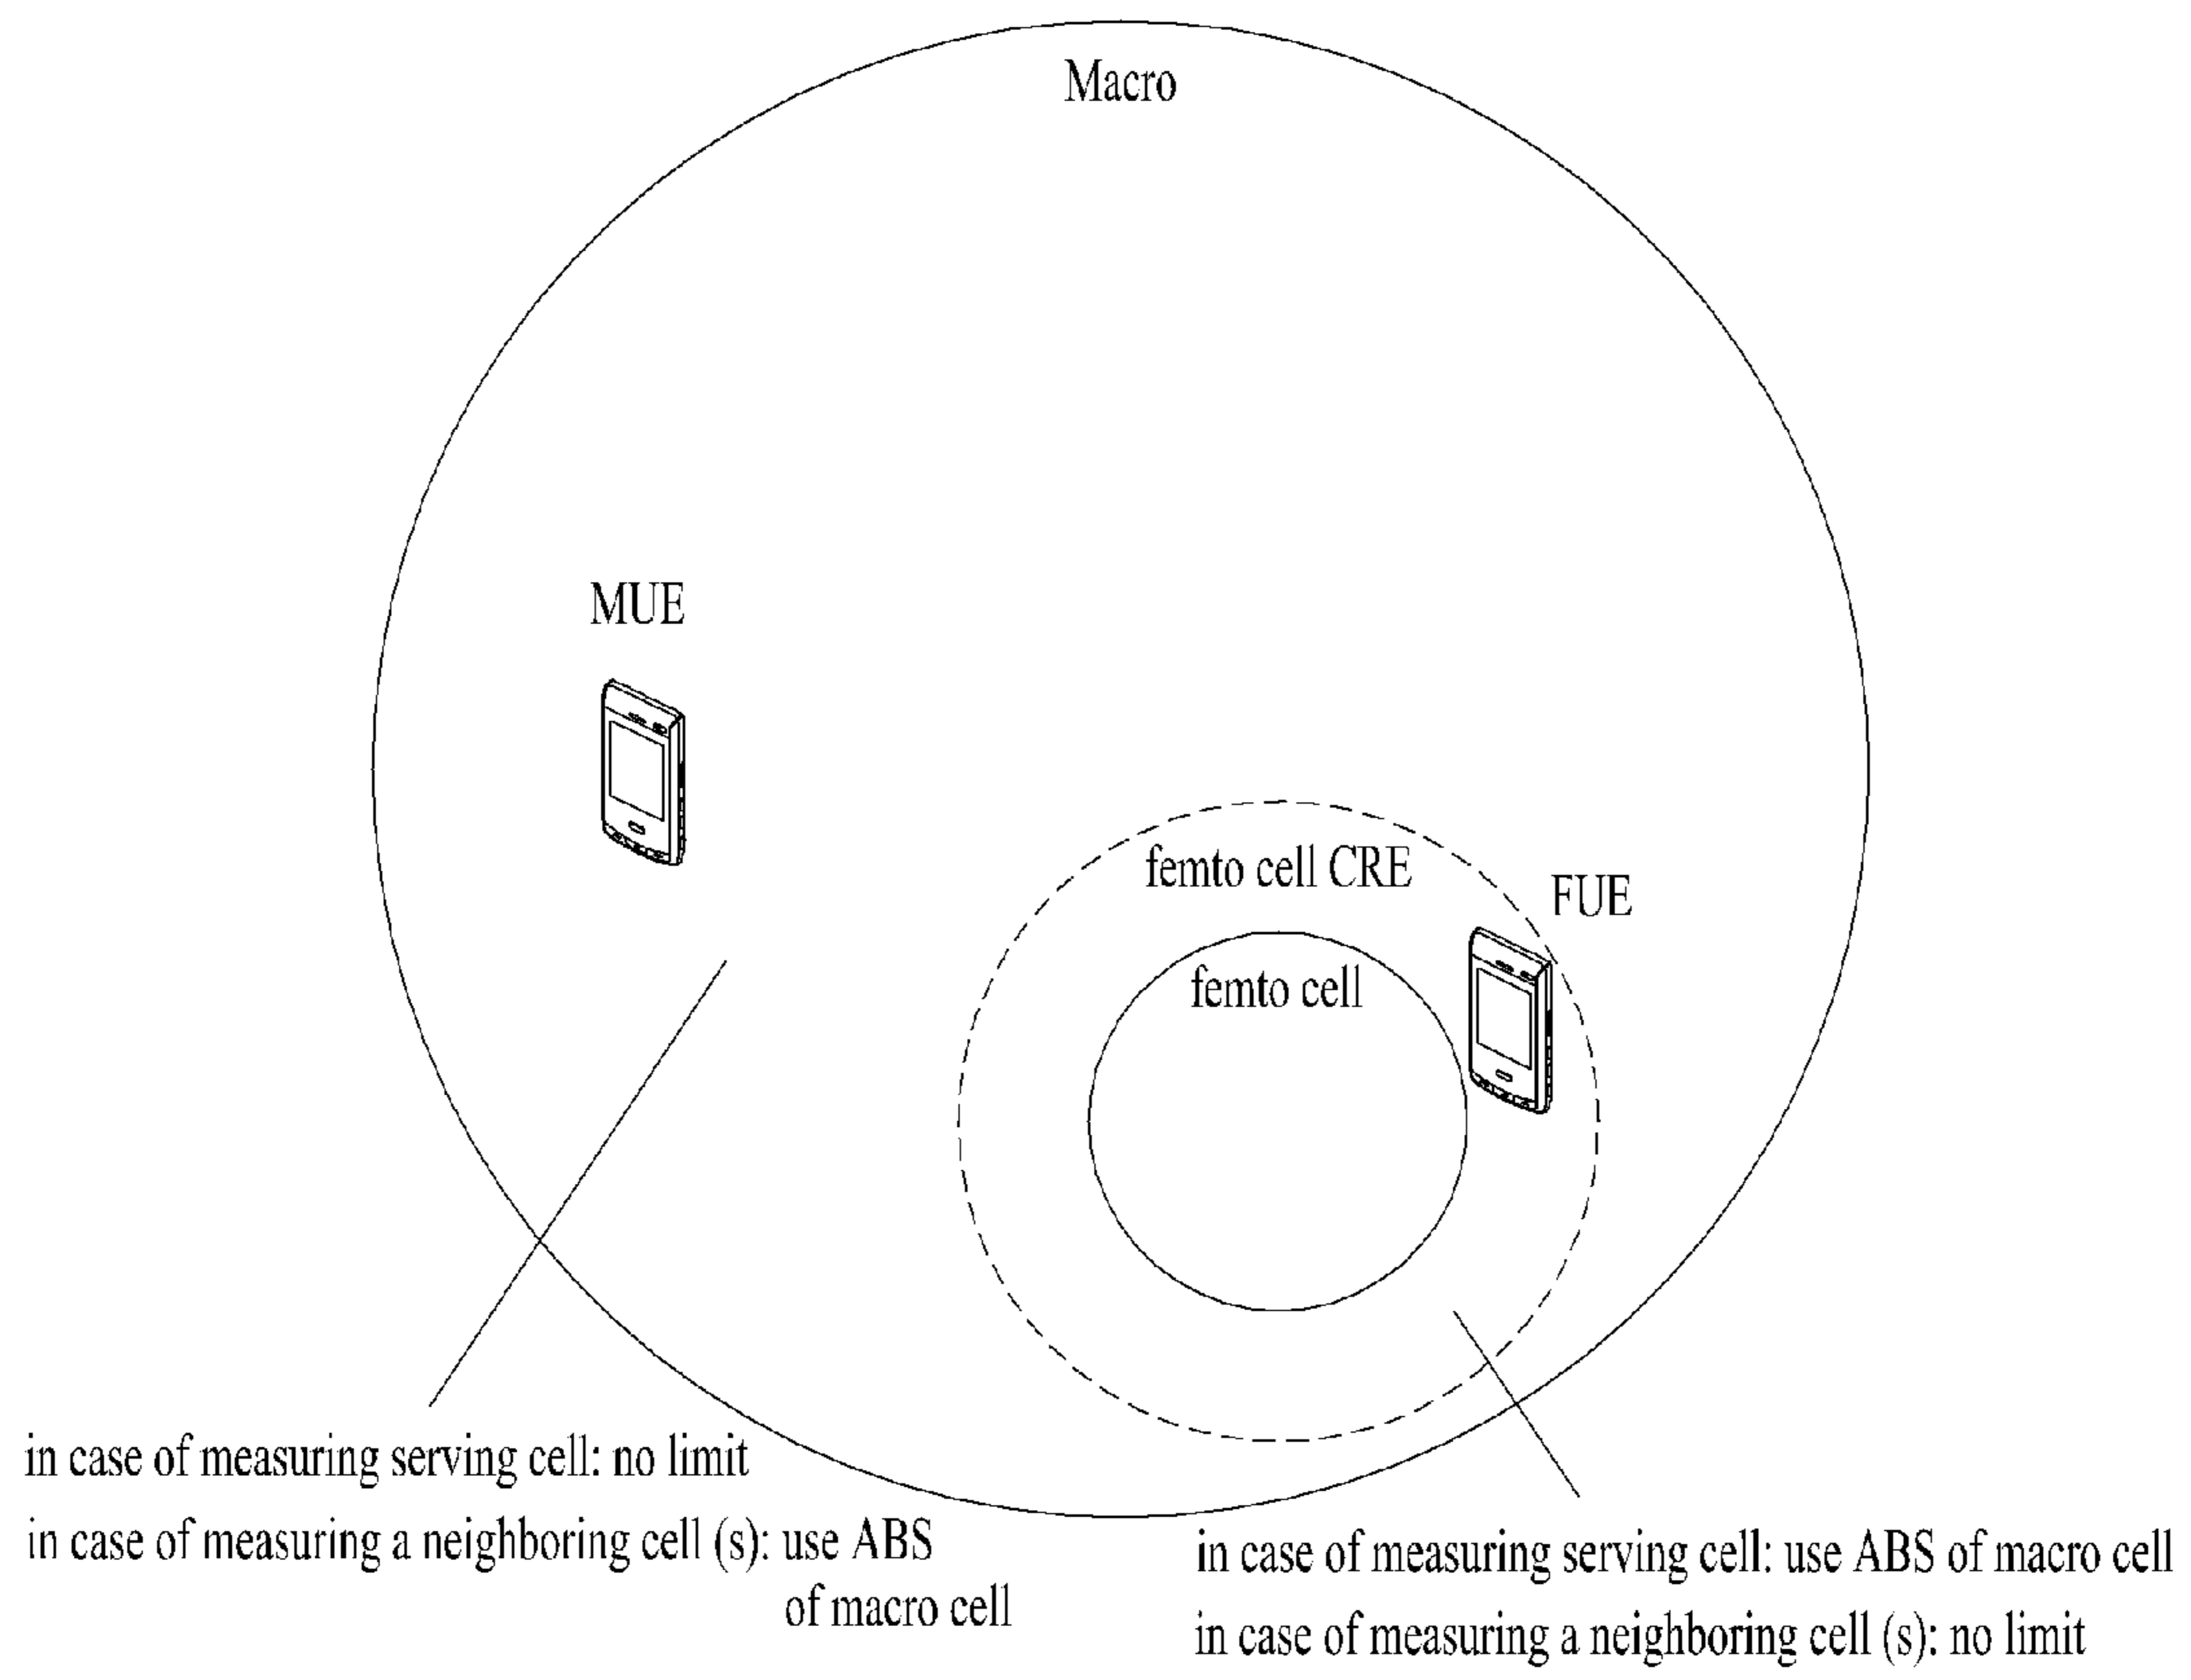 Macro
MUE
femto cell CRE
FUE
femto cell
in case of measuring serving cell: no limit
in case of measuring a neighboring cell (s): use ABS
of macro cell
in case of measuring serving cell: use ABS of macro cell
in case of measuring a neighboring cell (s): no limit